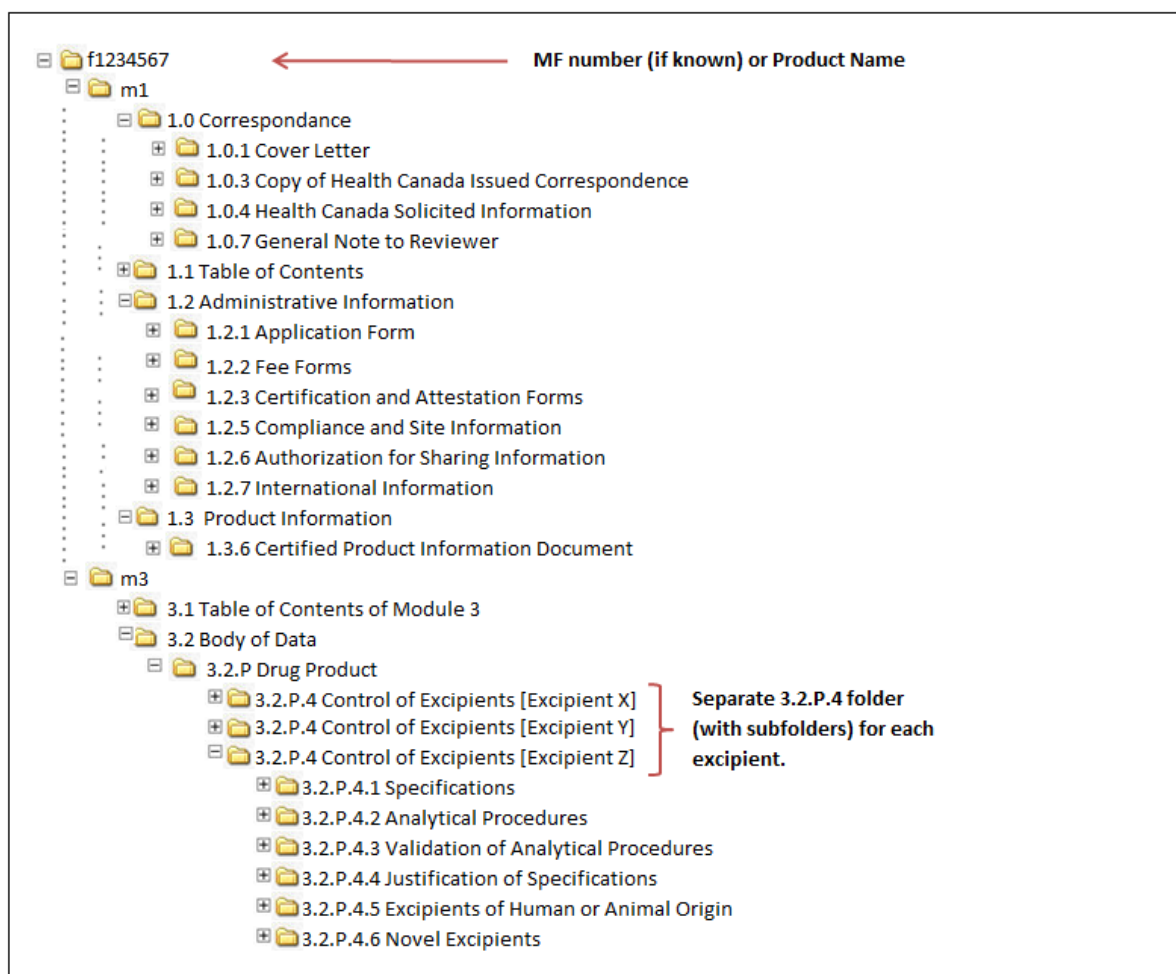 f1234567
MF number (if known) or Product Name
m1
1.0 Correspondance
1.0.1 Cover Letter
1.0.3 Copy of Health Canada Issued Correspondence
1.0.4 Health Canada Solicited Information
1.0.7 General Note to Reviewer
1.1 Table of Contents
1.2 Administrative Information
1.2.1 Application Form
1.2.2 Fee Forms
1.2.3 Certification and Attestation Forms
1.2.5 Compliance and Site Information
1.2.6 Authorization for Sharing Information
1.2.7 International Information
1.3 Product Information
1.3.6 Certified Product Information Document
m3
3.1 Table of Contents of Module 3
3.2 Body of Data
3.2.P Drug Product
3.2.P.4 Control of Excipients [Excipient X]
3.2.P.4 Control of Excipients [Excipient Y]
3.2.P.4 Control of Excipients [Excipient Z]
Separate 3.2.P.4 folder
(with subfolders) for each
excipient.
3.2.P.4.1 Specifications
3.2.P.4.2 Analytical Procedures
3.2.P.4.3 Validation of Analytical Procedures
3.2.P.4.4 Justification of Specifications
3.2.P.4.5 Excipients of Human or Animal Origin
3.2.P.4.6 Novel Excipients